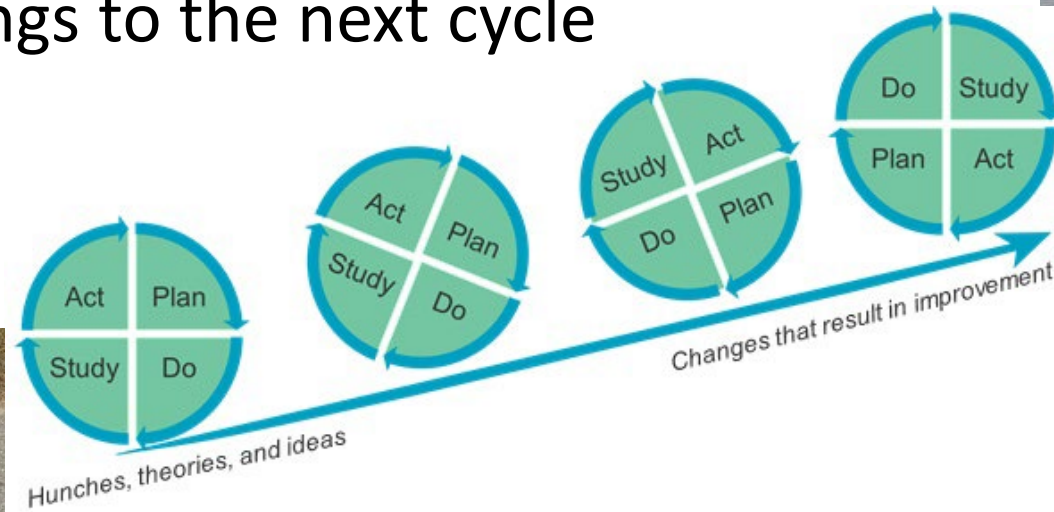 ngs to the next cycle
Act Plan
Study Do
Act Plan
Study Do
Study Act
Do Plan
Do Study
Plan Act
Hunches, theories, and ideas
Changes that result in improvement